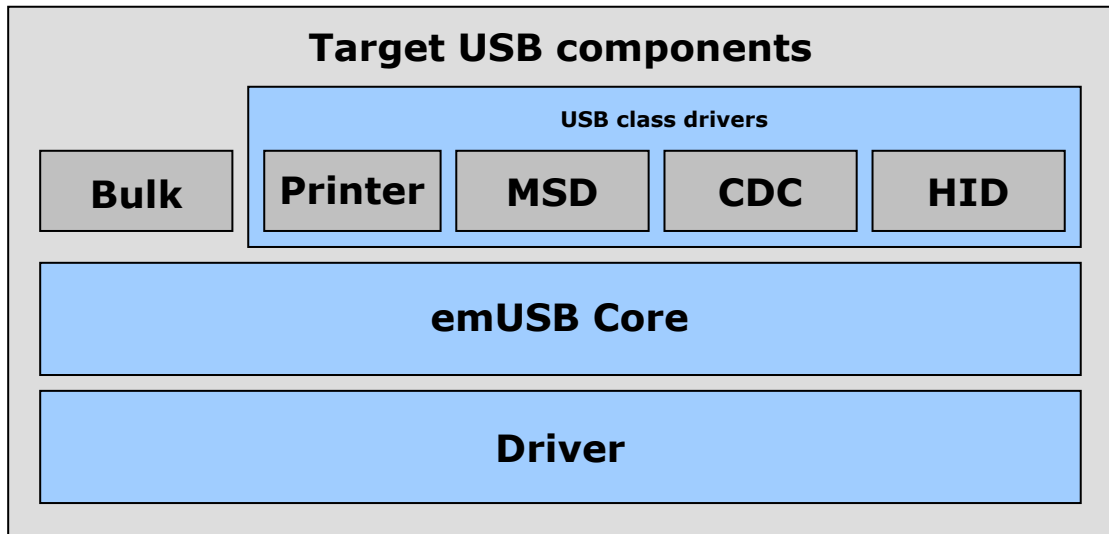 Target USB components
USB class drivers
Bulk
Printer
MSD
CDC
HID
emUSB Core
Driver